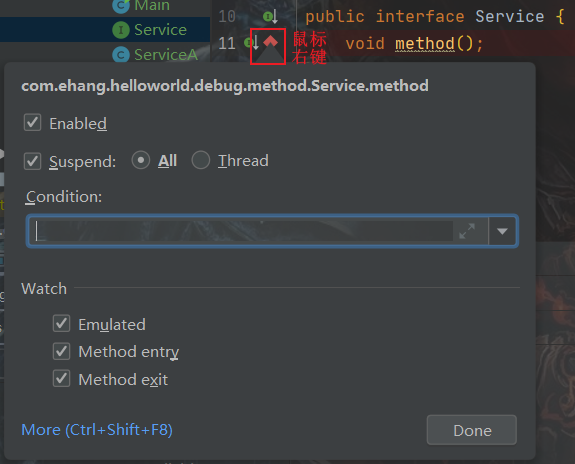 Main
Service
ServiceA
10 public interface Service {
11 void method();
鼠标
右键
com.ehang.helloworld.debug.method.Service.method
Enabled
Suspend: All Thread
Condition:
Watch
Emulated
Method entry
Method exit
More (Ctrl+Shift+F8)
Done